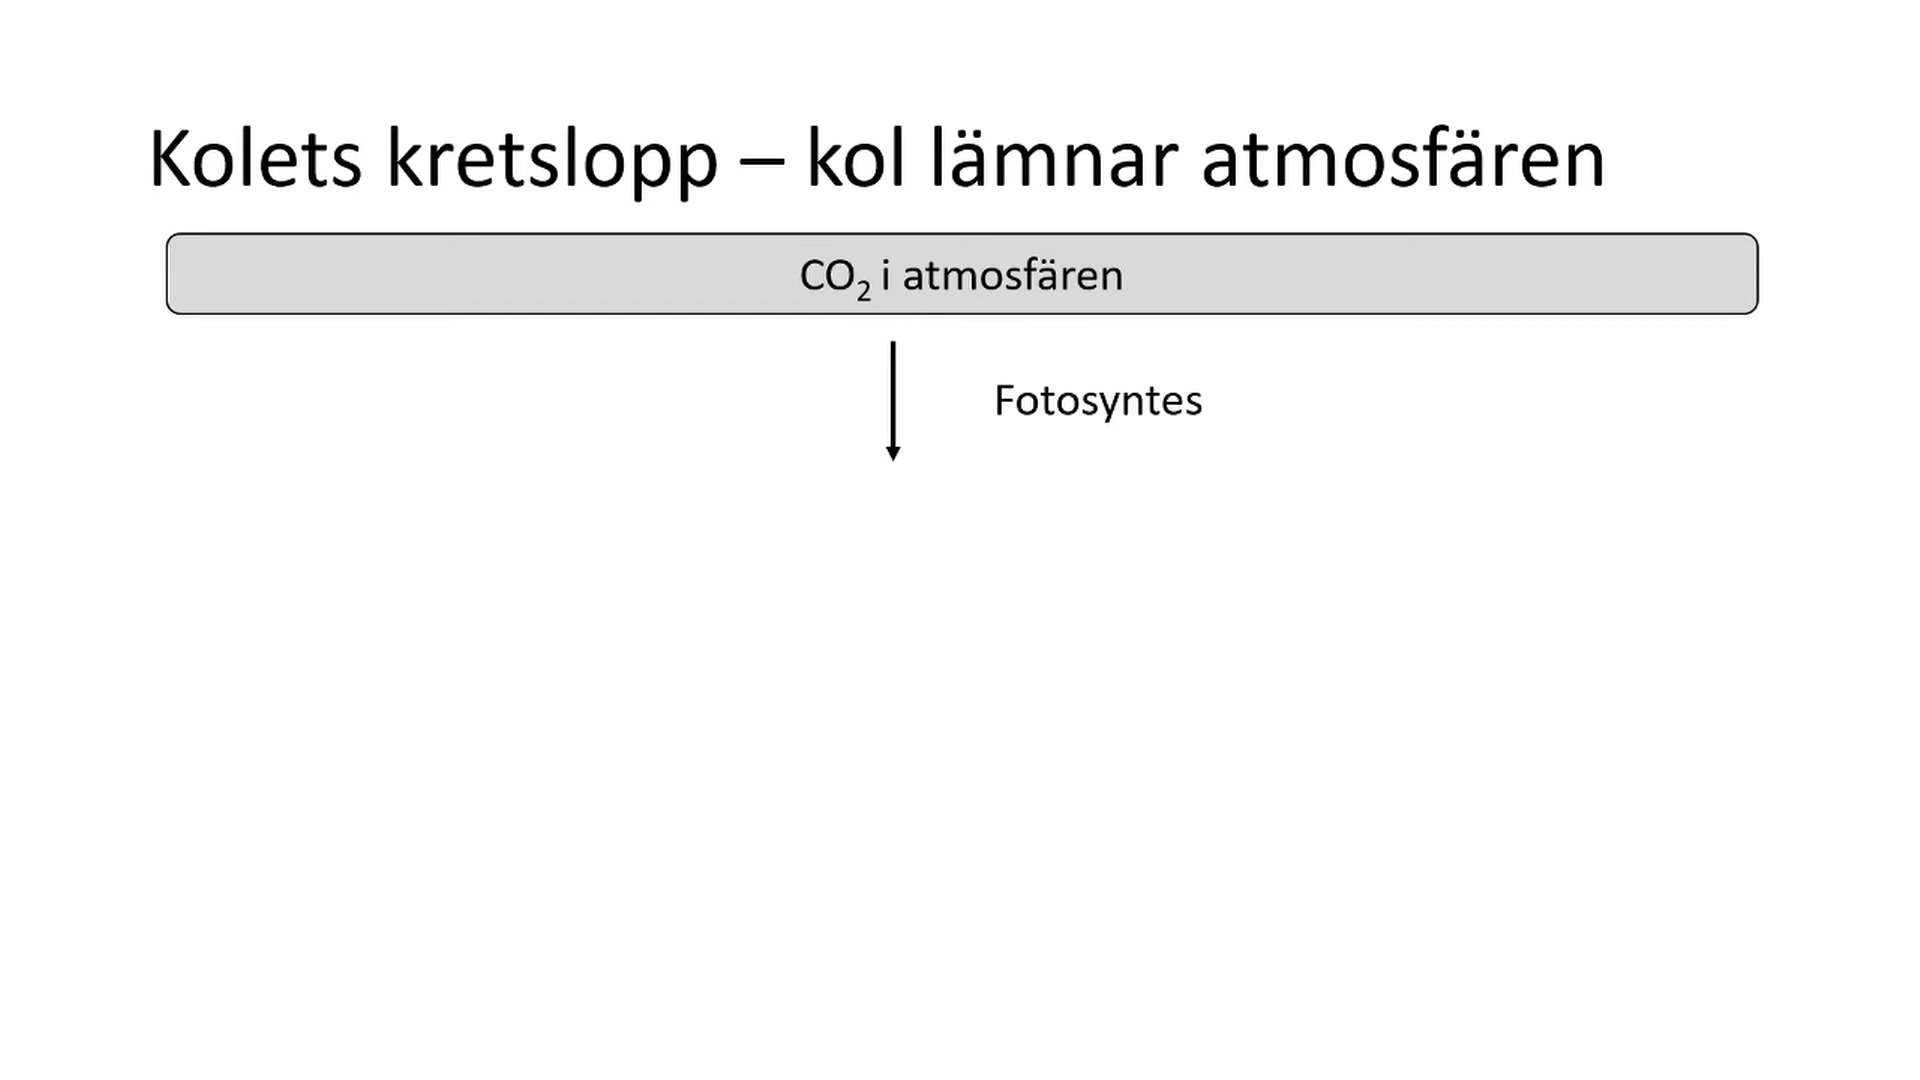 Kolets kretslopp – kol lämnar atmosfären
CO₂ i atmosfären
Fotosyntes